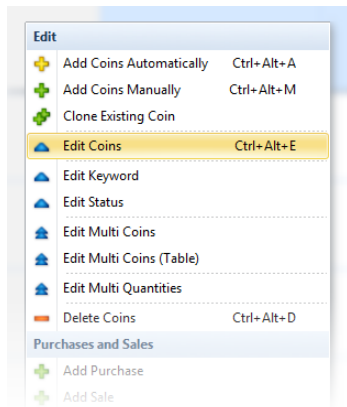 Edit
Add Coins Automatically Ctrl+Alt+A
Add Coins Manually Ctrl+Alt+M
Clone Existing Coin
Edit Coins Ctrl+Alt+E
Edit Keyword
Edit Status
Edit Multi Coins
Edit Multi Coins (Table)
Edit Multi Quantities
Delete Coins Ctrl+Alt+D
Purchases and Sales
Add Purchase
Add Sale